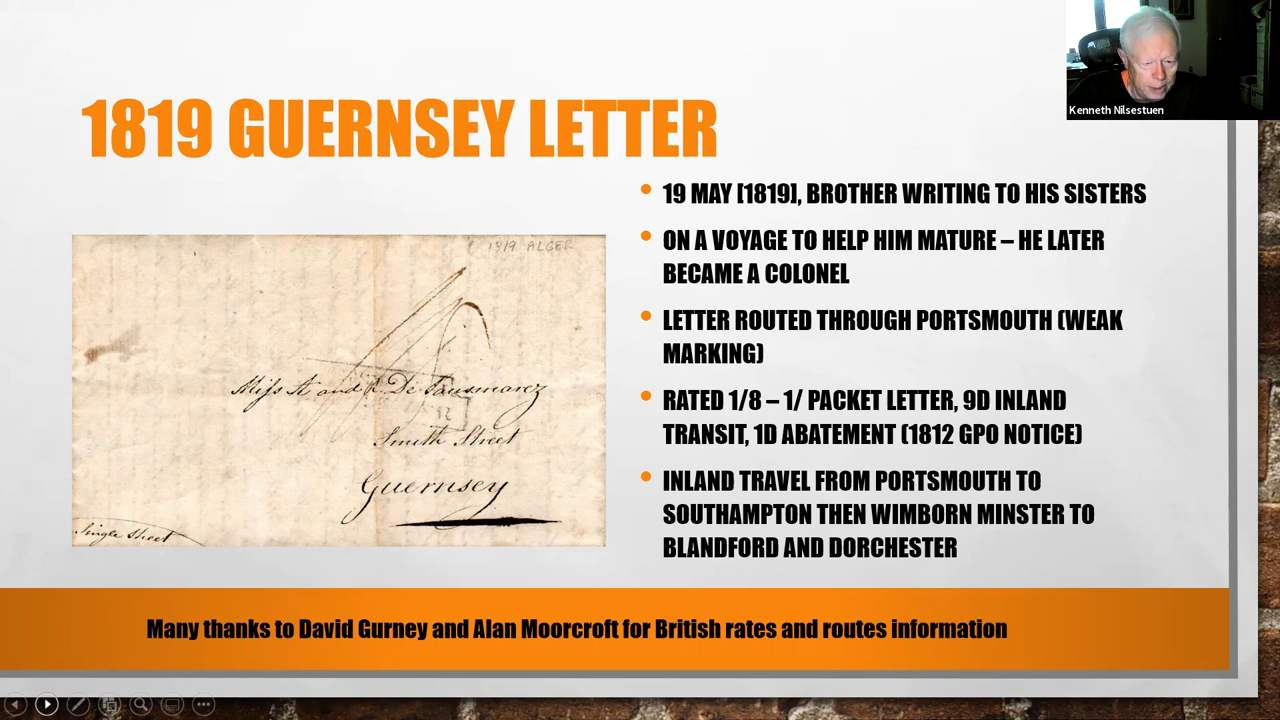 Kenneth Nilsestuen
1819 GUERNSEY LETTER
• 19 MAY [1819], BROTHER WRITING TO HIS SISTERS
• ON A VOYAGE TO HELP HIM MATURE – HE LATER
BECAME A COLONEL
• LETTER ROUTED THROUGH PORTSMOUTH (WEAK
MARKING)
• RATED 1/8 – 1/ PACKET LETTER, 9D INLAND
TRANSIT, 1D ABATEMENT (1812 GPO NOTICE)
• INLAND TRAVEL FROM PORTSMOUTH TO
SOUTHAMPTON THEN WIMBORN MINSTER TO
BLANDFORD AND DORCHESTER
1819 ALGER
Miss A and R De Sausmarez
Smith Street
Guernsey
Single sheet
Many thanks to David Gurney and Alan Moorcroft for British rates and routes information